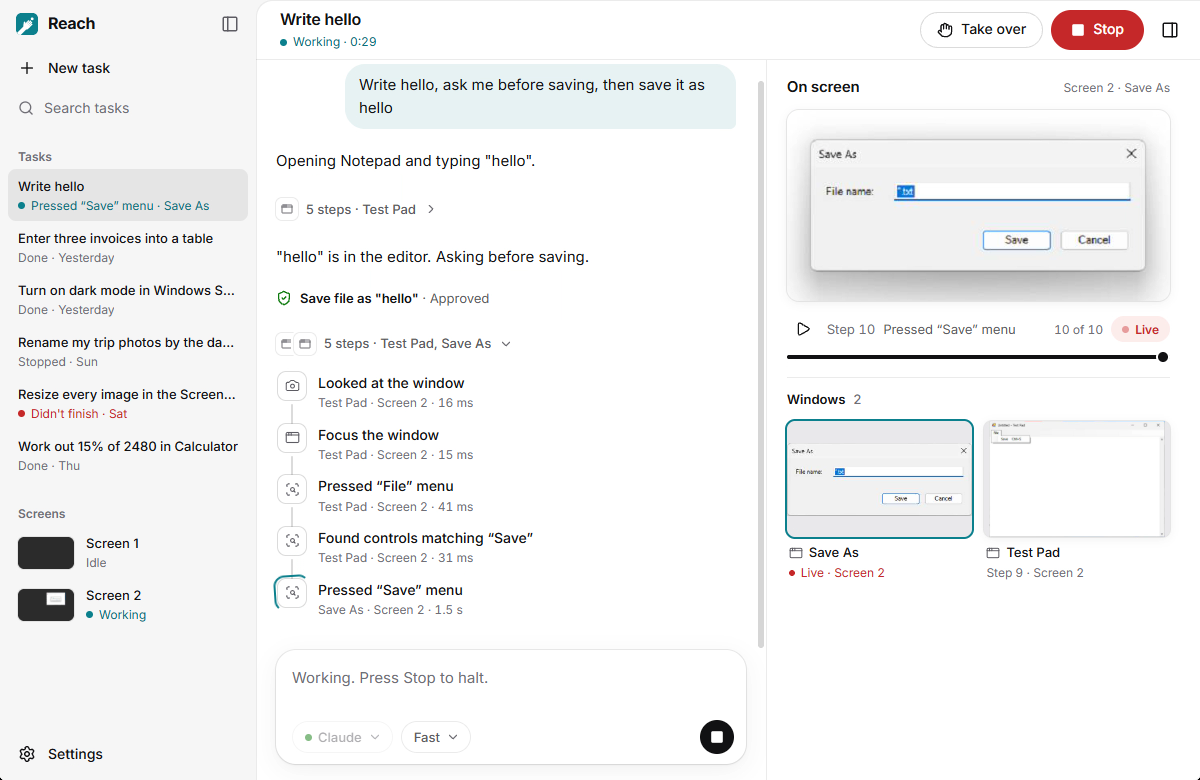 Reach
New task
Search tasks
Tasks
Write hello
Pressed “Save” menu · Save As
Enter three invoices into a table
Done · Yesterday
Turn on dark mode in Windows S...
Done · Yesterday
Rename my trip photos by the da...
Stopped · Sun
Resize every image in the Screen...
Didn't finish · Sat
Work out 15% of 2480 in Calculator
Done · Thu
Screens
Screen 1
Idle
Screen 2
Working
Settings
Write hello
Working · 0:29
Take over
Stop
Write hello, ask me before saving, then save it as
hello
Opening Notepad and typing "hello".
5 steps · Test Pad
"hello" is in the editor. Asking before saving.
Save file as "hello" · Approved
5 steps · Test Pad, Save As
Looked at the window
Test Pad · Screen 2 · 16 ms
Focus the window
Test Pad · Screen 2 · 15 ms
Pressed “File” menu
Test Pad · Screen 2 · 41 ms
Found controls matching “Save”
Test Pad · Screen 2 · 31 ms
Pressed “Save” menu
Save As · Screen 2 · 1.5 s
Working. Press Stop to halt.
Claude
Fast
On screen
Screen 2 · Save As
Save As
File name:
*.txt
Save
Cancel
Step 10 Pressed “Save” menu
10 of 10
Live
Windows 2
Save As
File name:
*.txt
Save
Cancel
Save As
Live · Screen 2
Test Pad
Step 9 · Screen 2